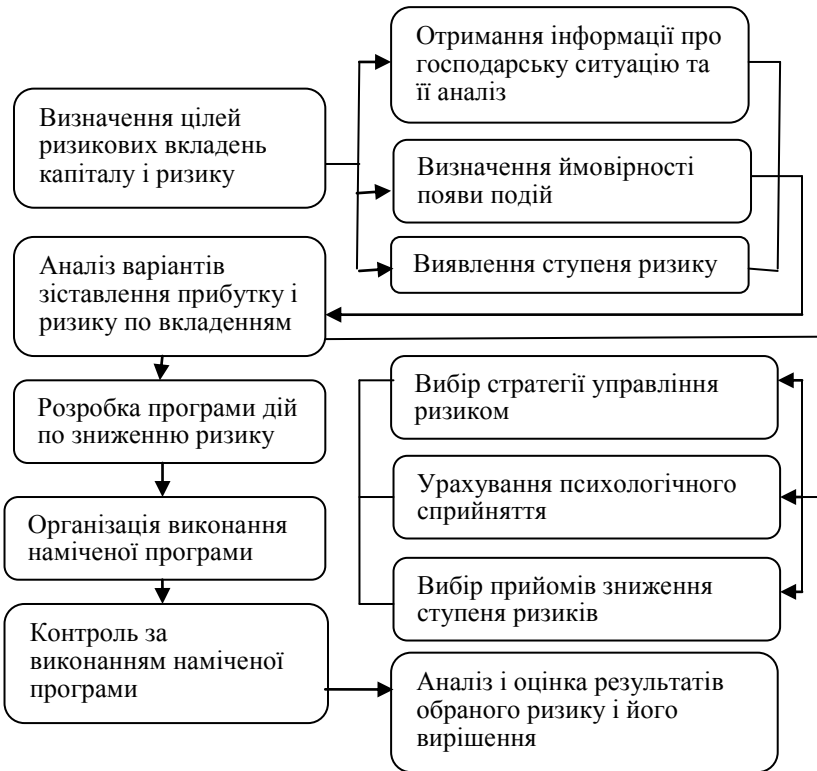 Визначення цілей
ризикових вкладень
капіталу і ризику
Отримання інформації про
господарську ситуацію та
її аналіз
Визначення ймовірності
появи подій
Виявлення ступеня ризику
Аналіз варіантів
зіставлення прибутку і
ризику по вкладенням
Вибір стратегії управління
ризиком
Урахування психологічного
сприйняття
Вибір прийомів зниження
ступеня ризиків
Розробка програми дій
по зниженню ризику
Організація виконання
наміченої програми
Контроль за
виконанням наміченої
програми
Аналіз і оцінка результатів
обраного ризику і його
вирішення